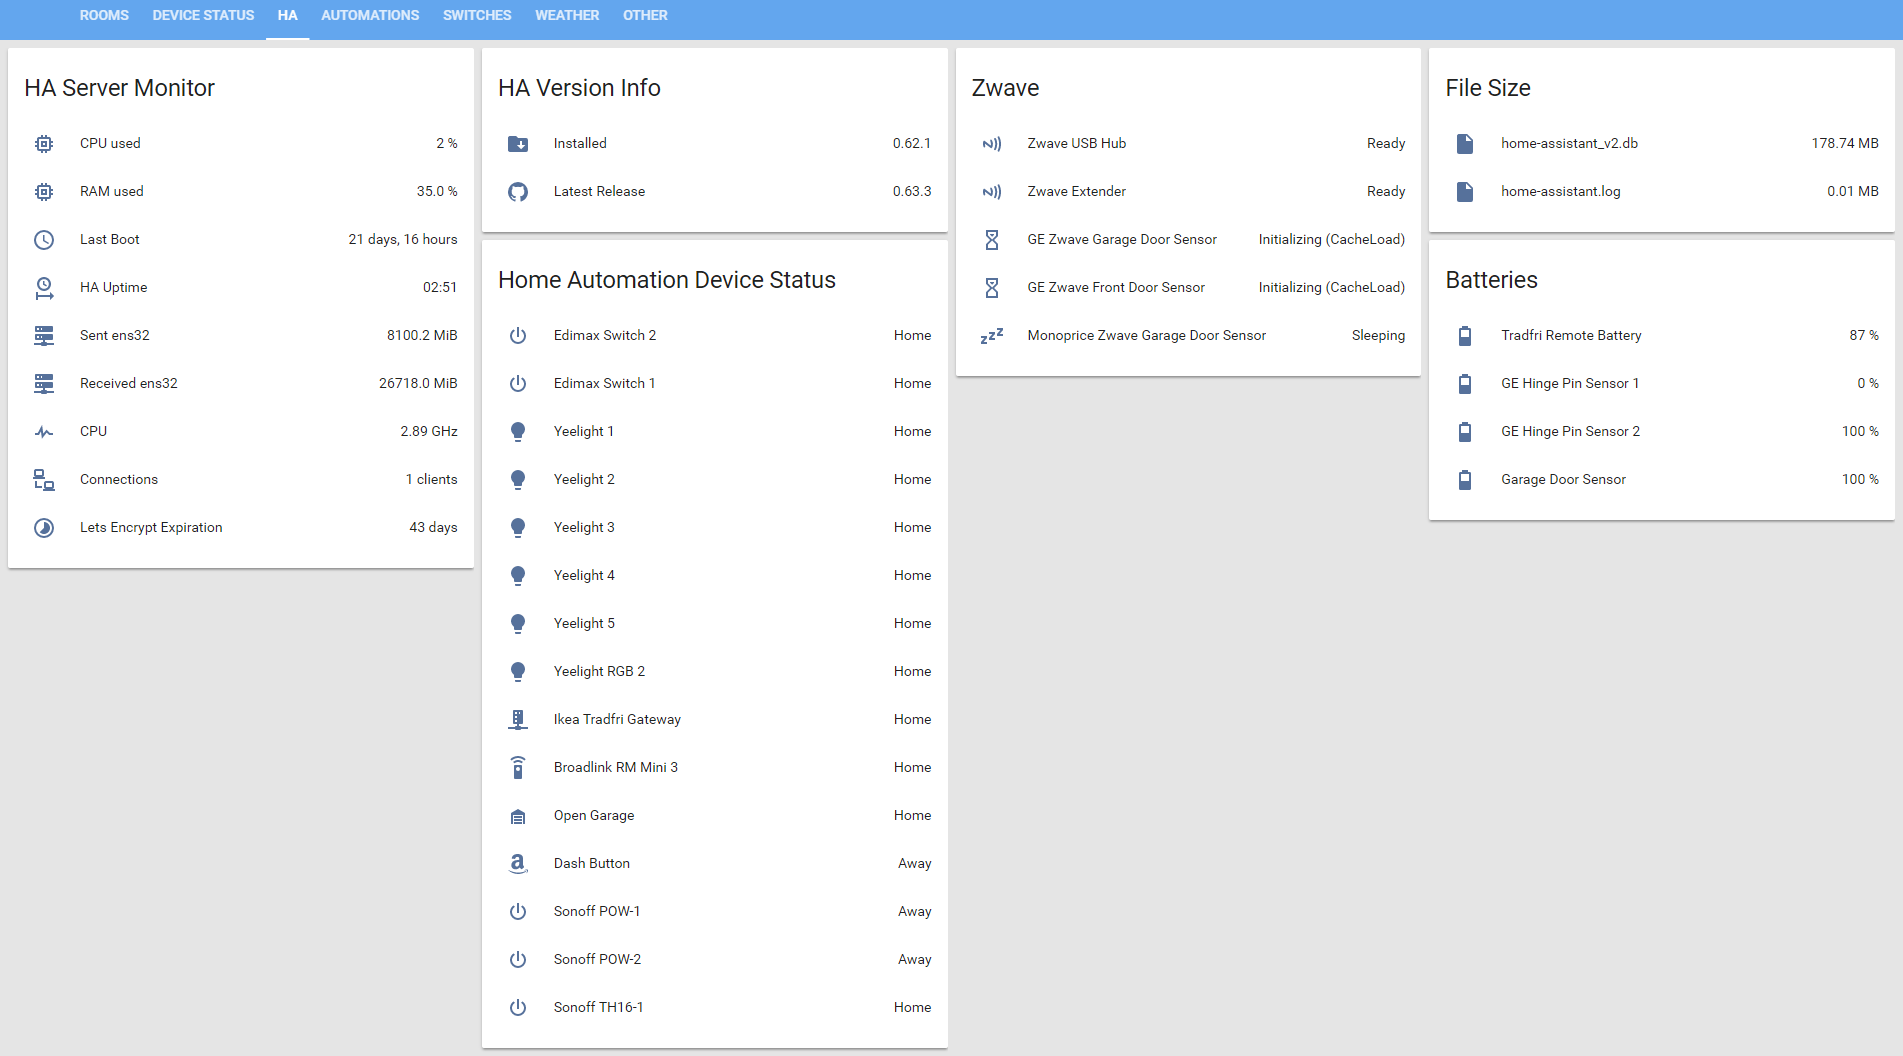 ROOMS DEVICE STATUS HA AUTOMATIONS SWITCHES WEATHER OTHER
HA Server Monitor
CPU used 2 %
RAM used 35.0 %
Last Boot 21 days, 16 hours
HA Uptime 02:51
Sent ens32 8100.2 MiB
Received ens32 26718.0 MiB
CPU 2.89 GHz
Connections 1 clients
Lets Encrypt Expiration 43 days
HA Version Info
Installed 0.62.1
Latest Release 0.63.3
Home Automation Device Status
Edimax Switch 2 Home
Edimax Switch 1 Home
Yeelight 1 Home
Yeelight 2 Home
Yeelight 3 Home
Yeelight 4 Home
Yeelight 5 Home
Yeelight RGB 2 Home
Ikea Tradfri Gateway Home
Broadlink RM Mini 3 Home
Open Garage Home
Dash Button Away
Sonoff POW-1 Away
Sonoff POW-2 Away
Sonoff TH16-1 Home
Zwave
Zwave USB Hub Ready
Zwave Extender Ready
GE Zwave Garage Door Sensor Initializing (CacheLoad)
GE Zwave Front Door Sensor Initializing (CacheLoad)
Monoprice Zwave Garage Door Sensor Sleeping
File Size
home-assistant_v2.db 178.74 MB
home-assistant.log 0.01 MB
Batteries
Tradfri Remote Battery 87 %
GE Hinge Pin Sensor 1 0 %
GE Hinge Pin Sensor 2 100 %
Garage Door Sensor 100 %